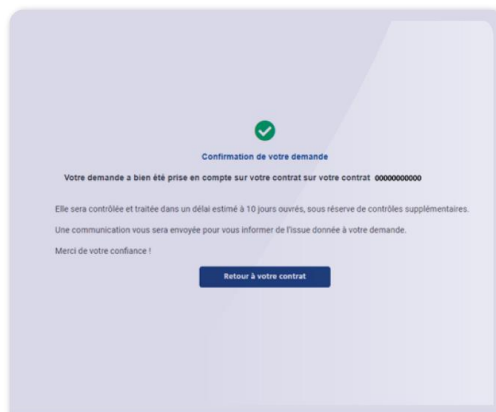 Confirmation de votre demande
Votre demande a bien été prise en compte sur votre contrat sur votre contrat 00000000000
Elle sera contrôlée et traitée dans un délai estimé à 10 jours ouvrés, sous réserve de contrôles supplémentaires.
Une communication vous sera envoyée pour vous informer de l'issue donnée à votre demande.
Merci de votre confiance !
Retour à votre contrat